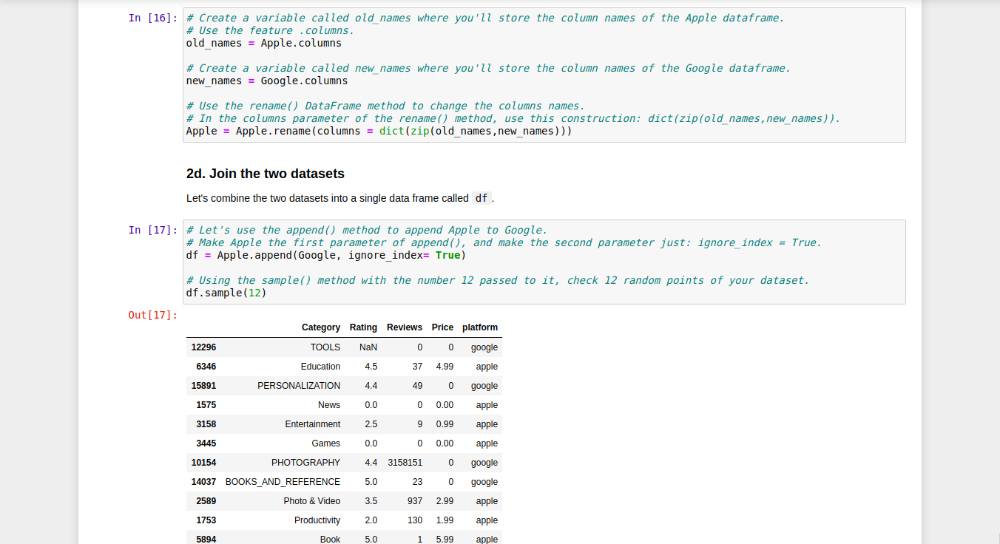 In [16]: # Create a variable called old_names where you'll store the column names of the Apple dataframe.
# Use the feature .columns.
old_names = Apple.columns
# Create a variable called new_names where you'll store the column names of the Google dataframe.
new_names = Google.columns
# Use the rename() DataFrame method to change the columns names.
# In the columns parameter of the rename() method, use this construction: dict(zip(old_names,new_names)).
Apple = Apple.rename(columns = dict(zip(old_names,new_names)))
2d. Join the two datasets
Let's combine the two datasets into a single data frame called df .
In [17]: # Let's use the append() method to append Apple to Google.
# Make Apple the first parameter of append(), and make the second parameter just: ignore_index = True.
df = Apple.append(Google, ignore_index= True)
# Using the sample() method with the number 12 passed to it, check 12 random points of your dataset.
df.sample(12)
Out[17]:
Category Rating Reviews Price platform
12296 TOOLS NaN 0 0 google
6346 Education 4.5 37 4.99 apple
15891 PERSONALIZATION 4.4 49 0 google
1575 News 0.0 0 0.00 apple
3158 Entertainment 2.5 9 0.99 apple
3445 Games 0.0 0 0.00 apple
10154 PHOTOGRAPHY 4.4 3158151 0 google
14037 BOOKS_AND_REFERENCE 5.0 23 0 google
2589 Photo & Video 3.5 937 2.99 apple
1753 Productivity 2.0 130 1.99 apple
5894 Book 5.0 1 5.99 apple